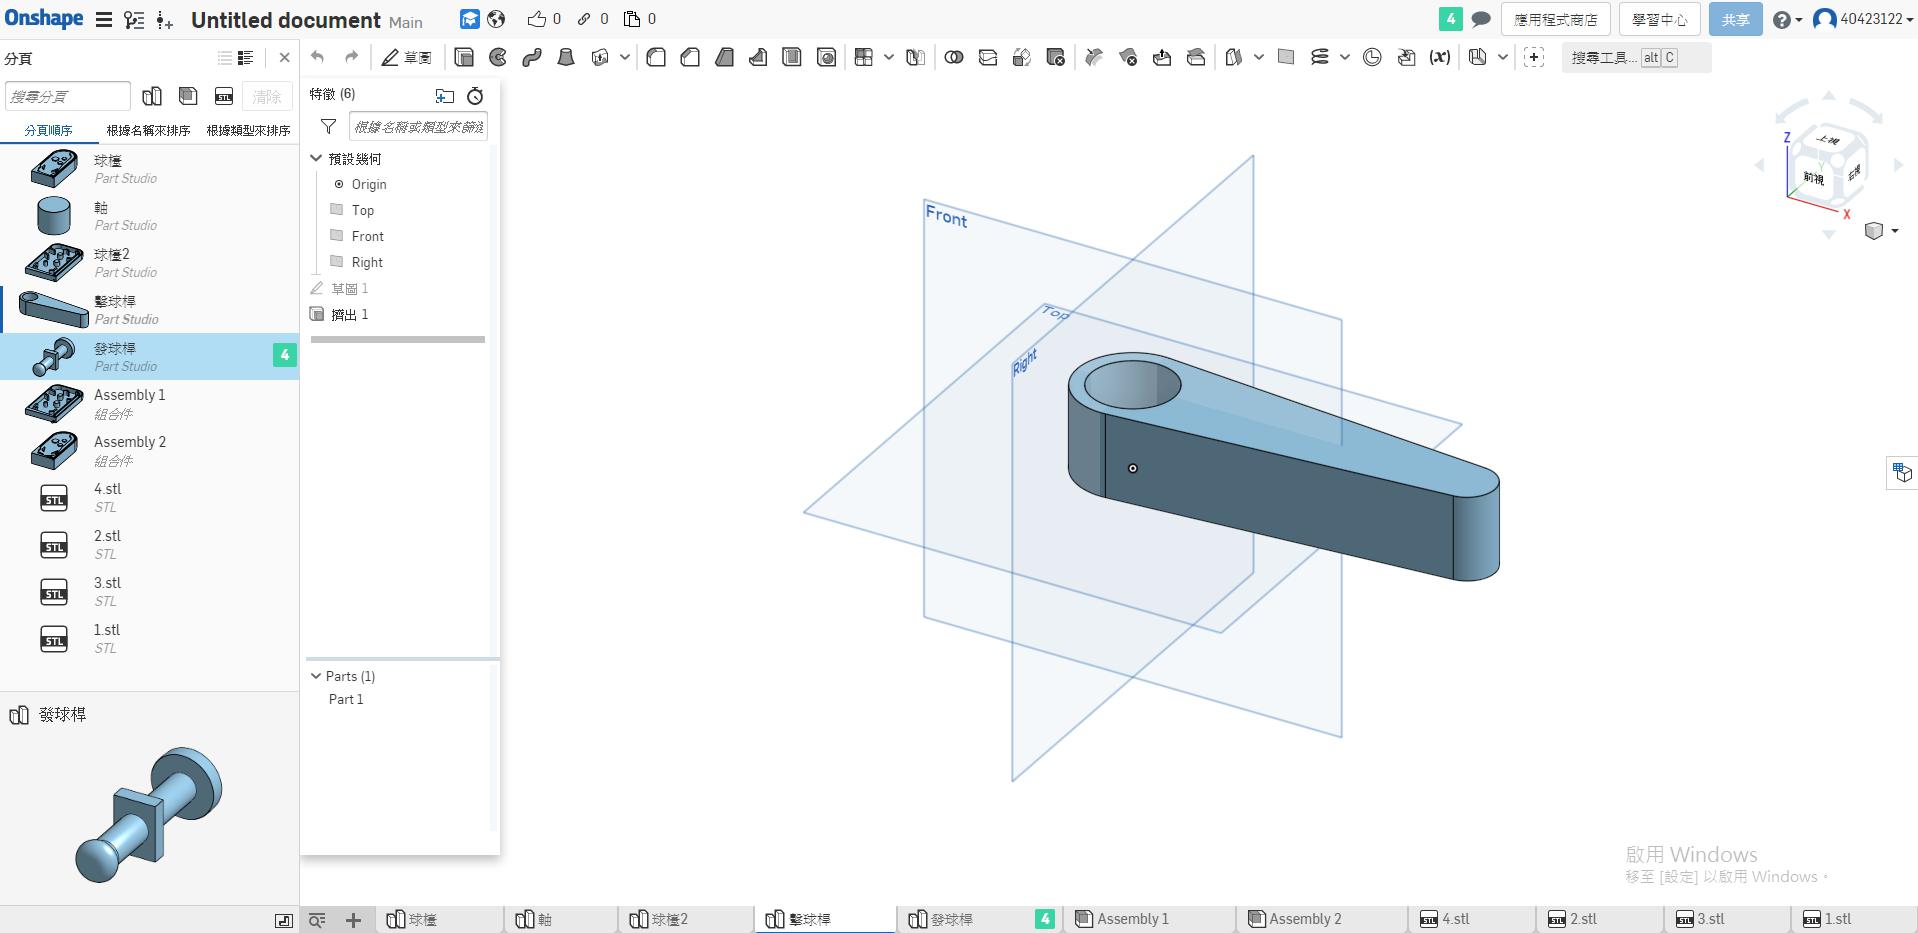 Onshape Untitled document Main 0 0 0 4 應用程式商店 學習中心 共享 40423122
分頁
搜尋分頁 清除
分頁順序 根據名稱來排序 根據類型來排序
球檯
Part Studio
軸
Part Studio
球檯2
Part Studio
擊球桿
Part Studio
發球桿
Part Studio
4
Assembly 1
組合件
Assembly 2
組合件
4.stl
STL
2.stl
STL
3.stl
STL
1.stl
STL
發球桿
草圖 (x) 搜尋工具... alt C
特徵 (6)
根據名稱或類型來篩選
預設幾何
Origin
Top
Front
Right
草圖 1
擠出 1
Parts (1)
Part 1
Front
Top
Right
Z
上視
前視 右視
Y
X
啟用 Windows
移至 [設定] 以啟用 Windows。
球檯 軸 球檯2 擊球桿 發球桿 4 Assembly 1 Assembly 2 4.stl 2.stl 3.stl 1.stl